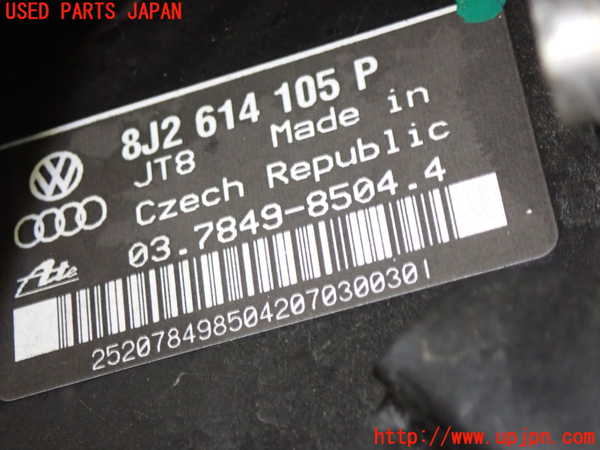 USED PARTS JAPAN
8J2 614 105 P
JT8 Made in
Czech Republic
03.7849-8504.4
Ate
2520784985042070300301
http://www.upjpn.com/